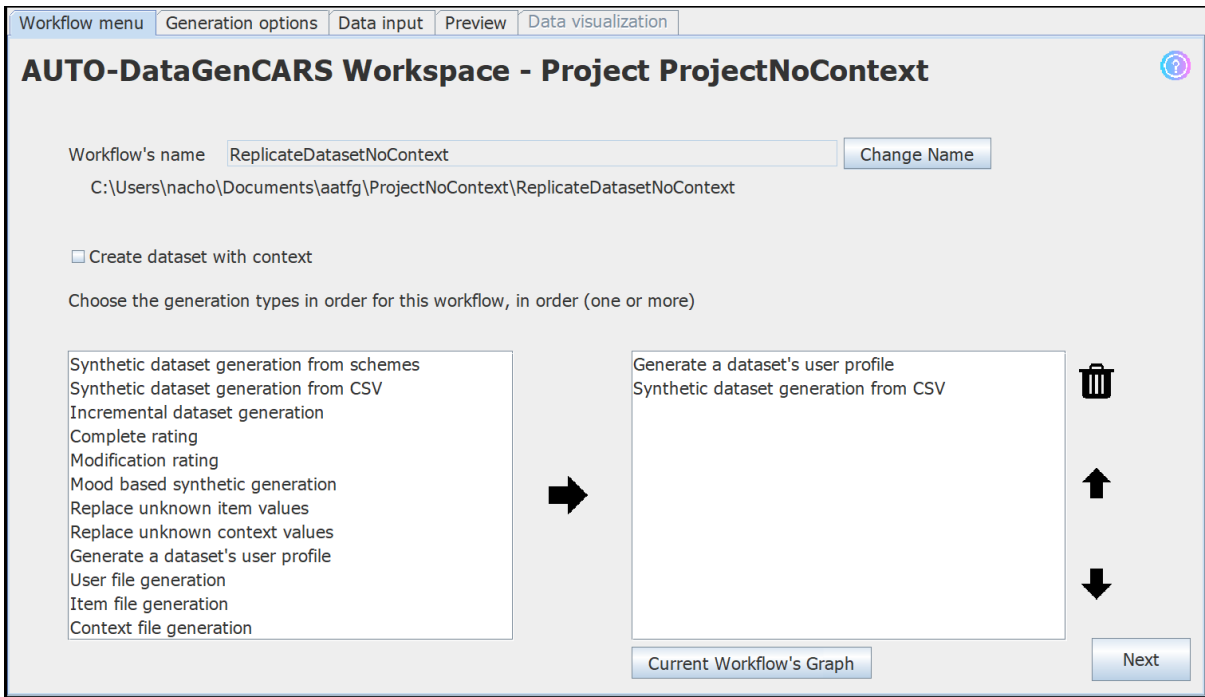 Workflow menu Generation options Data input Preview Data visualization
AUTO-DataGenCARS Workspace - Project ProjectNoContext
?
Workflow's name ReplicateDatasetNoContext Change Name
C:\Users\nacho\Documents\aatfg\ProjectNoContext\ReplicateDatasetNoContext
Create dataset with context
Choose the generation types in order for this workflow, in order (one or more)
Synthetic dataset generation from schemes
Synthetic dataset generation from CSV
Incremental dataset generation
Complete rating
Modification rating
Mood based synthetic generation
Replace unknown item values
Replace unknown context values
Generate a dataset's user profile
User file generation
Item file generation
Context file generation
Generate a dataset's user profile
Synthetic dataset generation from CSV
Current Workflow's Graph
Next